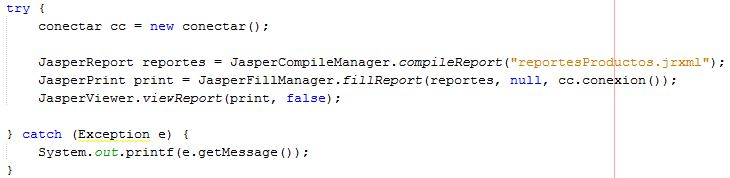 try {
conectar cc = new conectar();
JasperReport reportes = JasperCompileManager.compileReport("reportesProductos.jrxml");
JasperPrint print = JasperFillManager.fillReport(reportes, null, cc.conexion());
JasperViewer.viewReport(print, false);
} catch (Exception e) {
System.out.printf(e.getMessage());
}